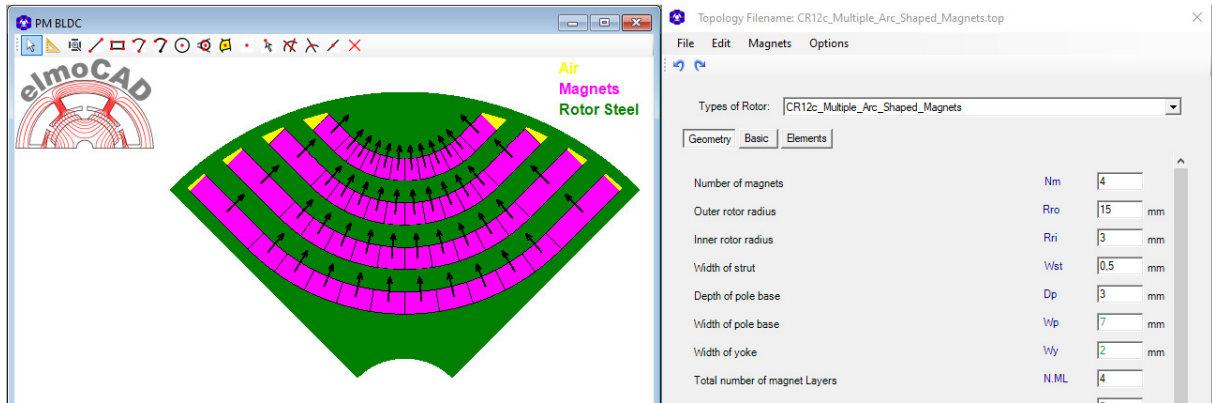 PM BLDC
elmoCAD
Air
Magnets
Rotor Steel
Topology Filename: CR12c_Multiple_Arc_Shaped_Magnets.top
File Edit Magnets Options
Types of Rotor: CR12c_Multiple_Arc_Shaped_Magnets
Geometry Basic Elements
Number of magnets Nm 4
Outer rotor radius Rro 15 mm
Inner rotor radius Rri 3 mm
Width of strut Wst 0,5 mm
Depth of pole base Dp 3 mm
Width of pole base Wp 7 mm
Width of yoke Wy 2 mm
Total number of magnet Layers N.ML 4